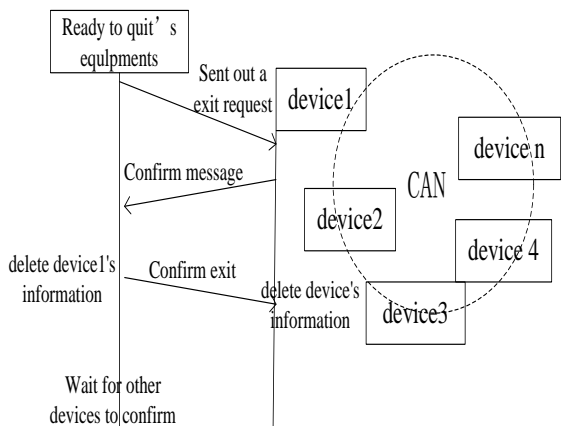 Ready to quit’s
equlpments
Sent out a
exit request
device1
device n
Confirm message
CAN
device2
device 4
delete device1's
information
Confirm exit
delete device's
information
device3
Wait for other
devices to confirm